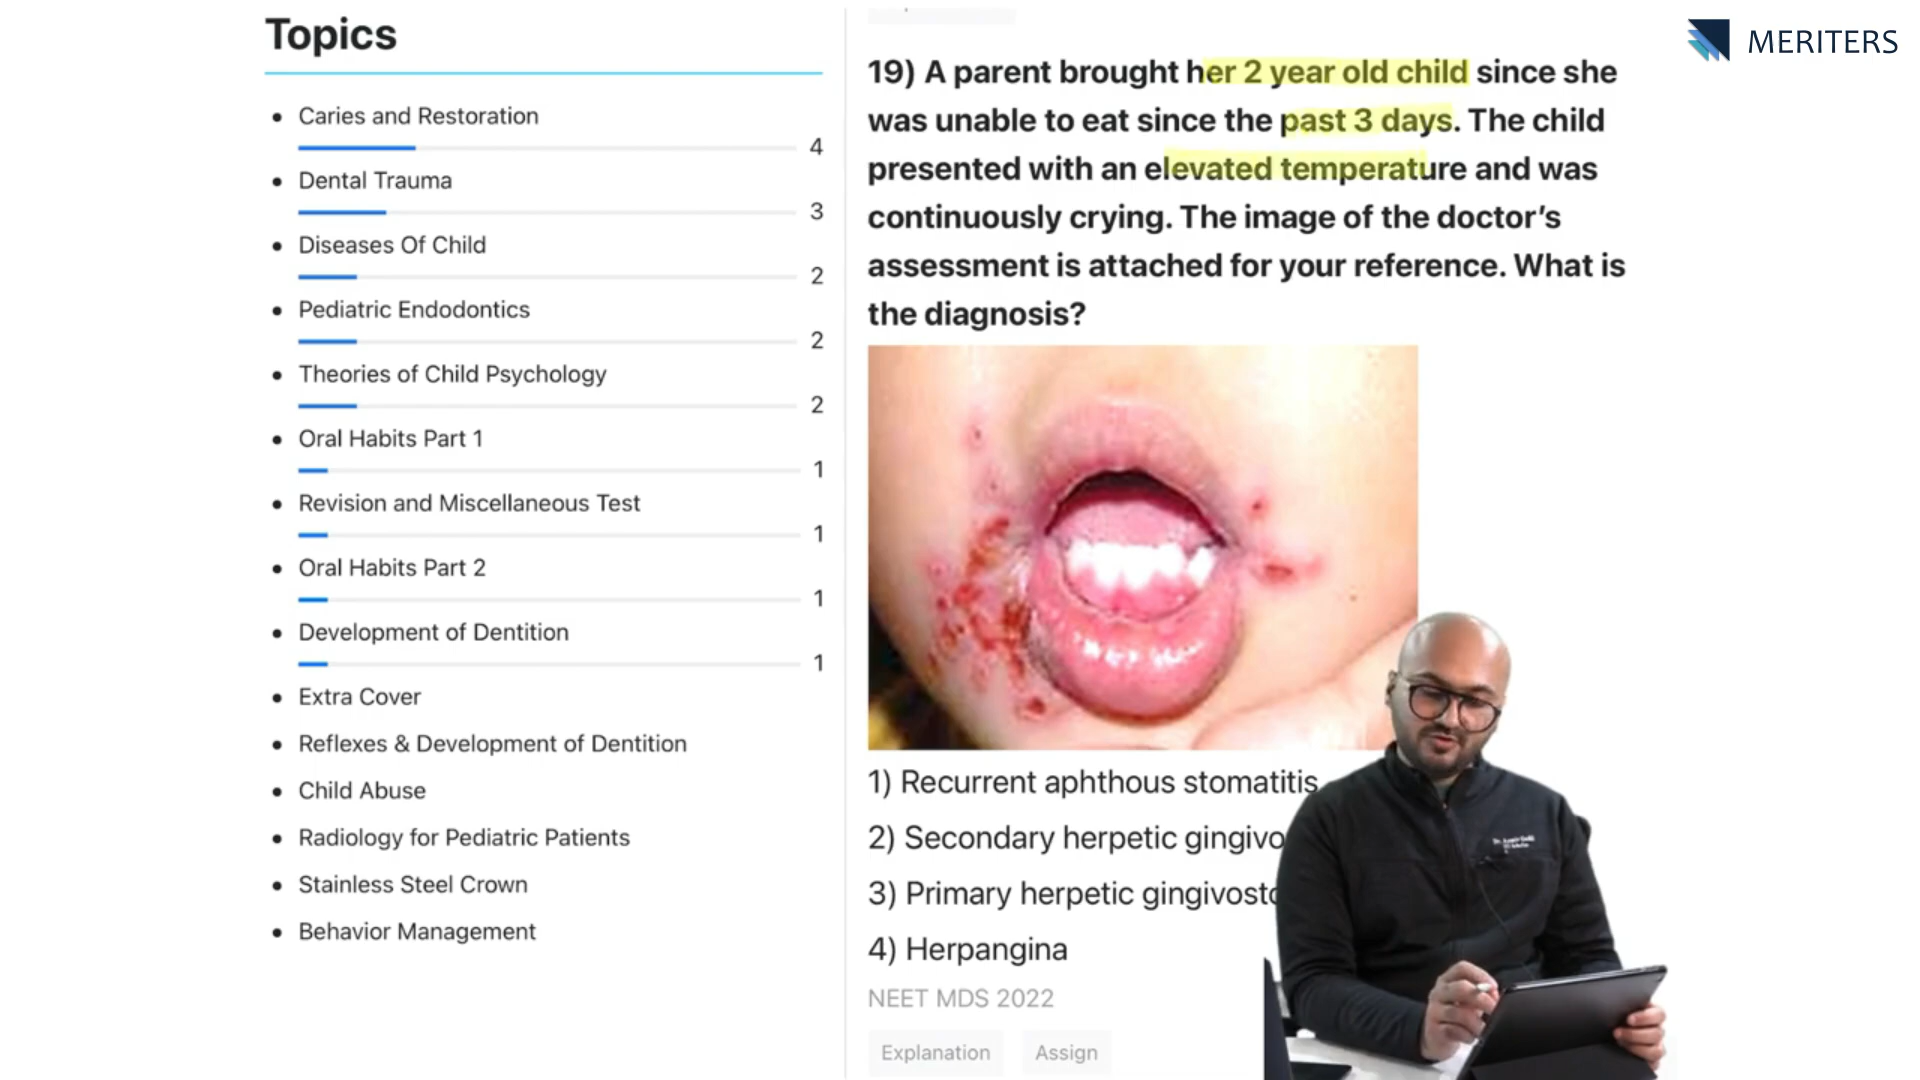 Topics
Caries and Restoration
4
Dental Trauma
3
Diseases Of Child
2
Pediatric Endodontics
2
Theories of Child Psychology
2
Oral Habits Part 1
1
Revision and Miscellaneous Test
1
Oral Habits Part 2
1
Development of Dentition
1
Extra Cover
Reflexes & Development of Dentition
Child Abuse
Radiology for Pediatric Patients
Stainless Steel Crown
Behavior Management
19) A parent brought her 2 year old child since she
was unable to eat since the past 3 days. The child
presented with an elevated temperature and was
continuously crying. The image of the doctor’s
assessment is attached for your reference. What is
the diagnosis?
1) Recurrent aphthous stomatitis
2) Secondary herpetic gingivo
3) Primary herpetic gingivosto
4) Herpangina
NEET MDS 2022
Explanation
Assign
MERITERS